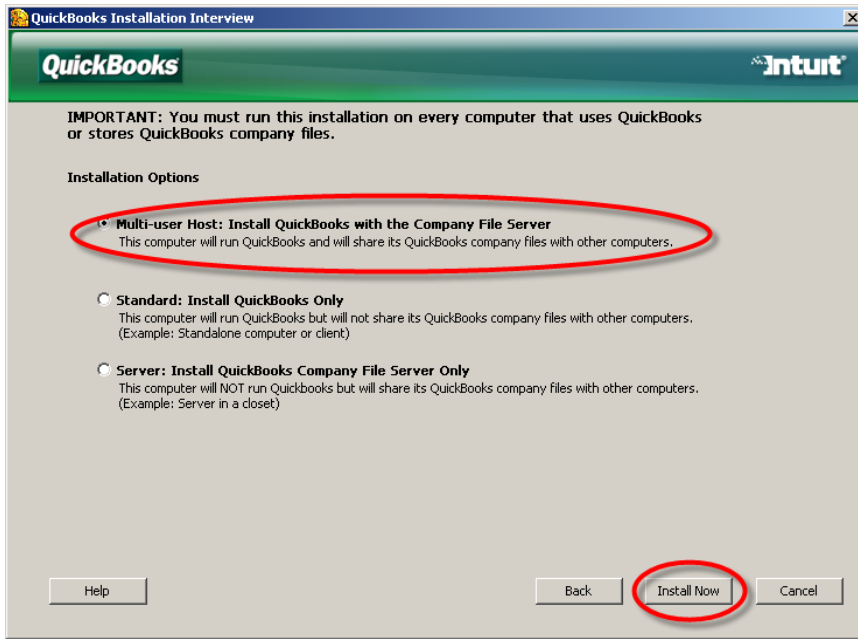 QuickBooks Installation Interview
QuickBooks
Intuit
IMPORTANT: You must run this installation on every computer that uses QuickBooks
or stores QuickBooks company files.
Installation Options
Multi-user Host: Install QuickBooks with the Company File Server
This computer will run QuickBooks and will share its QuickBooks company files with other computers.
Standard: Install QuickBooks Only
This computer will run QuickBooks but will not share its QuickBooks company files with other computers.
(Example: Standalone computer or client)
Server: Install QuickBooks Company File Server Only
This computer will NOT run Quickbooks but will share its QuickBooks company files with other computers.
(Example: Server in a closet)
Help
Back
Install Now
Cancel